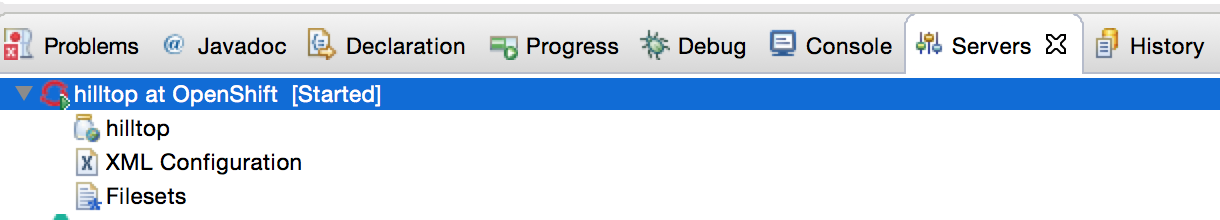 Problems @ Javadoc Declaration Progress Debug Console Servers History
hilltop at OpenShift [Started]
hilltop
XML Configuration
Filesets